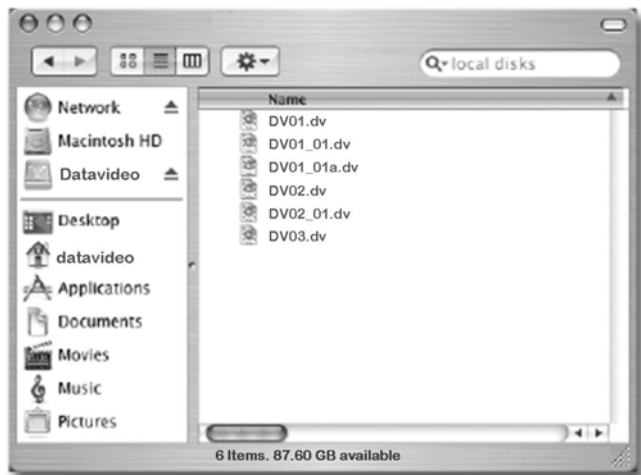 local disks
Name
Network
Macintosh HD
Datavideo
Desktop
datavideo
Applications
Documents
Movies
Music
Pictures
DV01.dv
DV01_01.dv
DV01_01a.dv
DV02.dv
DV02_01.dv
DV03.dv
6 Items. 87.60 GB available